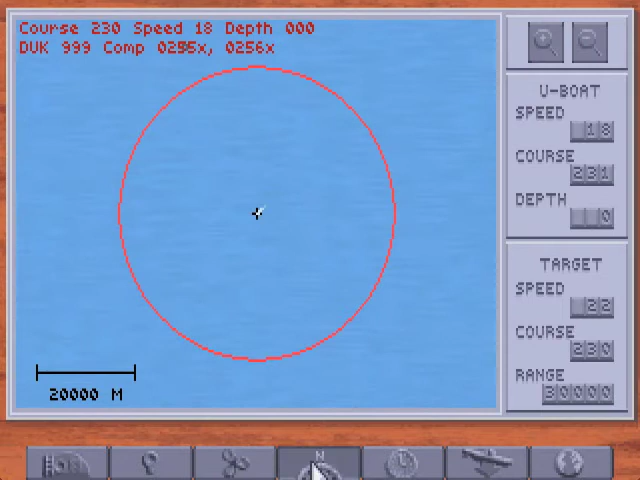 Course 230 Speed 18 Depth 000
DUK 999 Comp 0295x, 0256x
20000 M
U-BOAT
SPEED
18
COURSE
231
DEPTH
0
TARGET
SPEED
22
COURSE
230
RANGE
30000
N